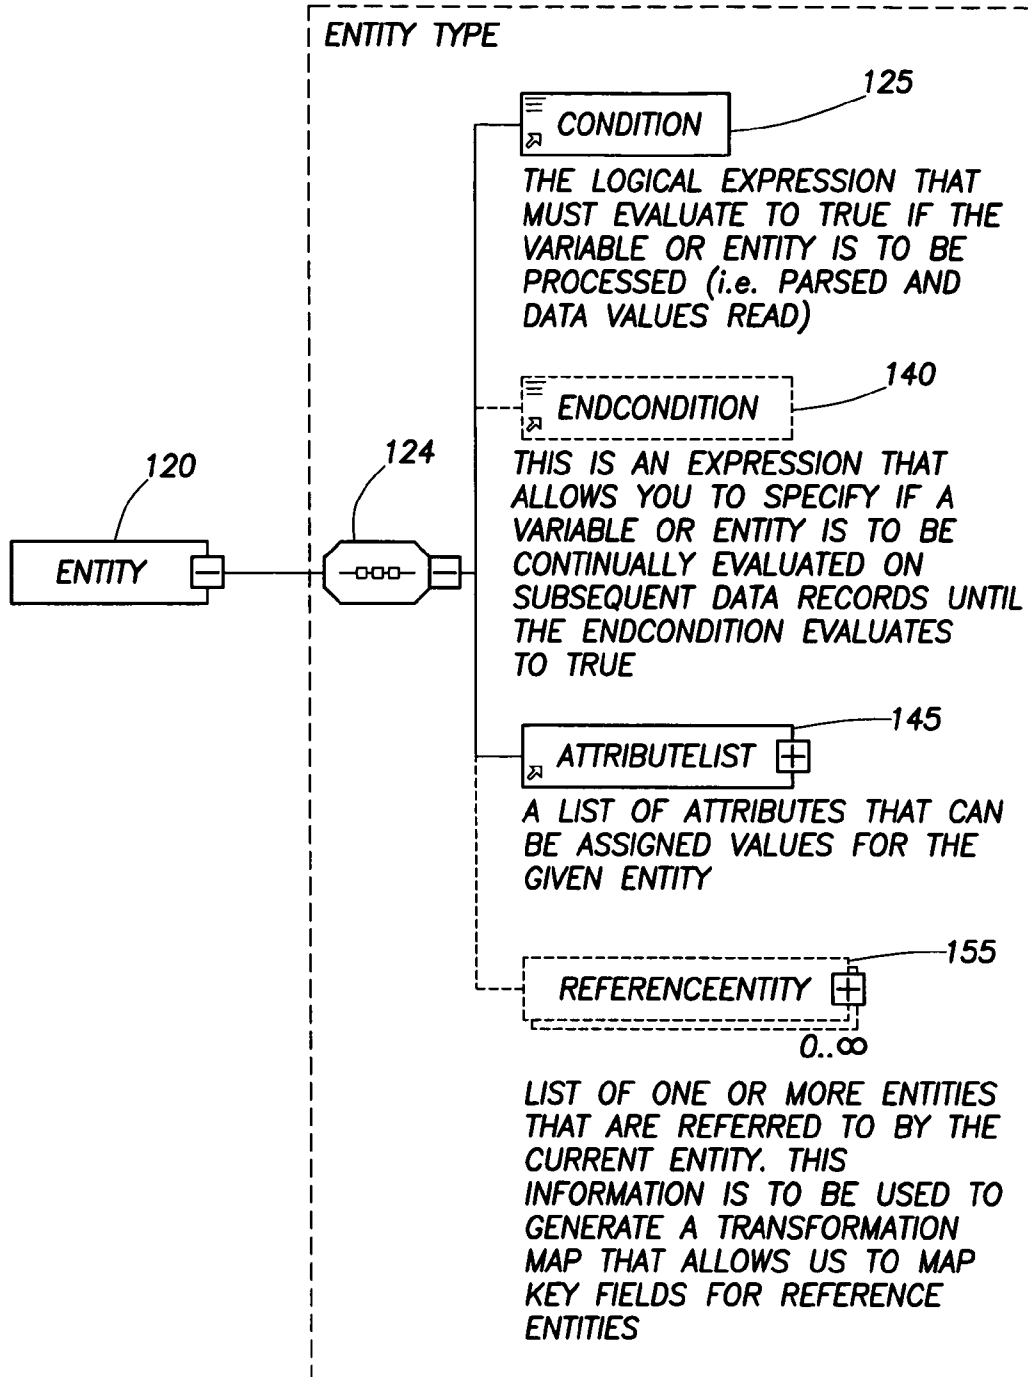 ENTITY TYPE
125
CONDITION
THE LOGICAL EXPRESSION THAT
MUST EVALUATE TO TRUE IF THE
VARIABLE OR ENTITY IS TO BE
PROCESSED (i.e. PARSED AND
DATA VALUES READ)
140
ENDCONDITION
THIS IS AN EXPRESSION THAT
ALLOWS YOU TO SPECIFY IF A
VARIABLE OR ENTITY IS TO BE
CONTINUALLY EVALUATED ON
SUBSEQUENT DATA RECORDS UNTIL
THE ENDCONDITION EVALUATES
TO TRUE
120
ENTITY
124
145
ATTRIBUTELIST
A LIST OF ATTRIBUTES THAT CAN
BE ASSIGNED VALUES FOR THE
GIVEN ENTITY
155
REFERENCEENTITY
0..∞
LIST OF ONE OR MORE ENTITIES
THAT ARE REFERRED TO BY THE
CURRENT ENTITY. THIS
INFORMATION IS TO BE USED TO
GENERATE A TRANSFORMATION
MAP THAT ALLOWS US TO MAP
KEY FIELDS FOR REFERENCE
ENTITIES